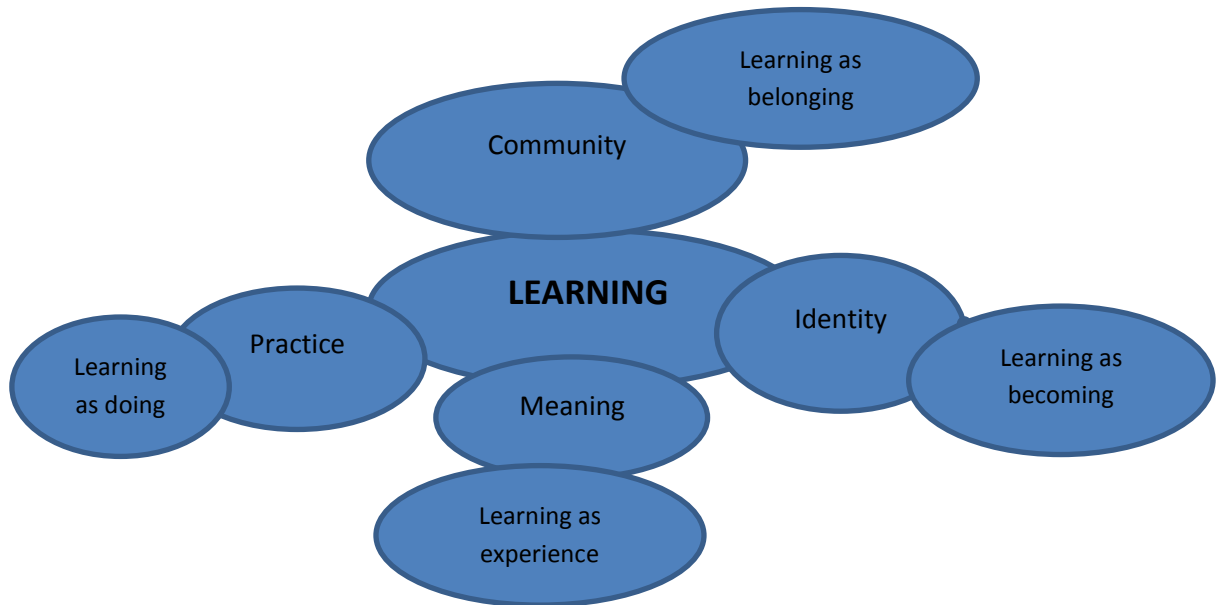 Learning as
belonging
Community
LEARNING
Identity
Practice
Learning as
becoming
Learning
as doing
Meaning
Learning as
experience